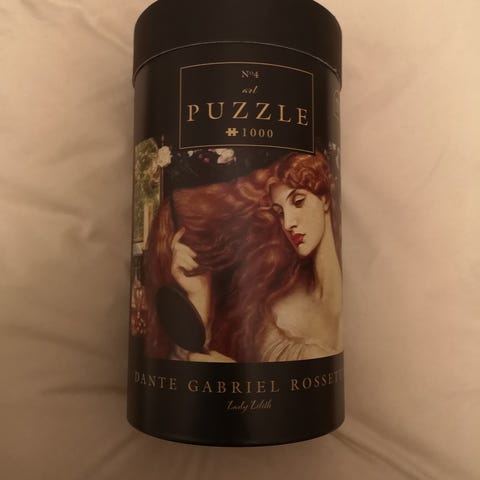 Nº4
art
PUZZLE
1000
DANTE GABRIEL ROSSETT
Lady Lilith